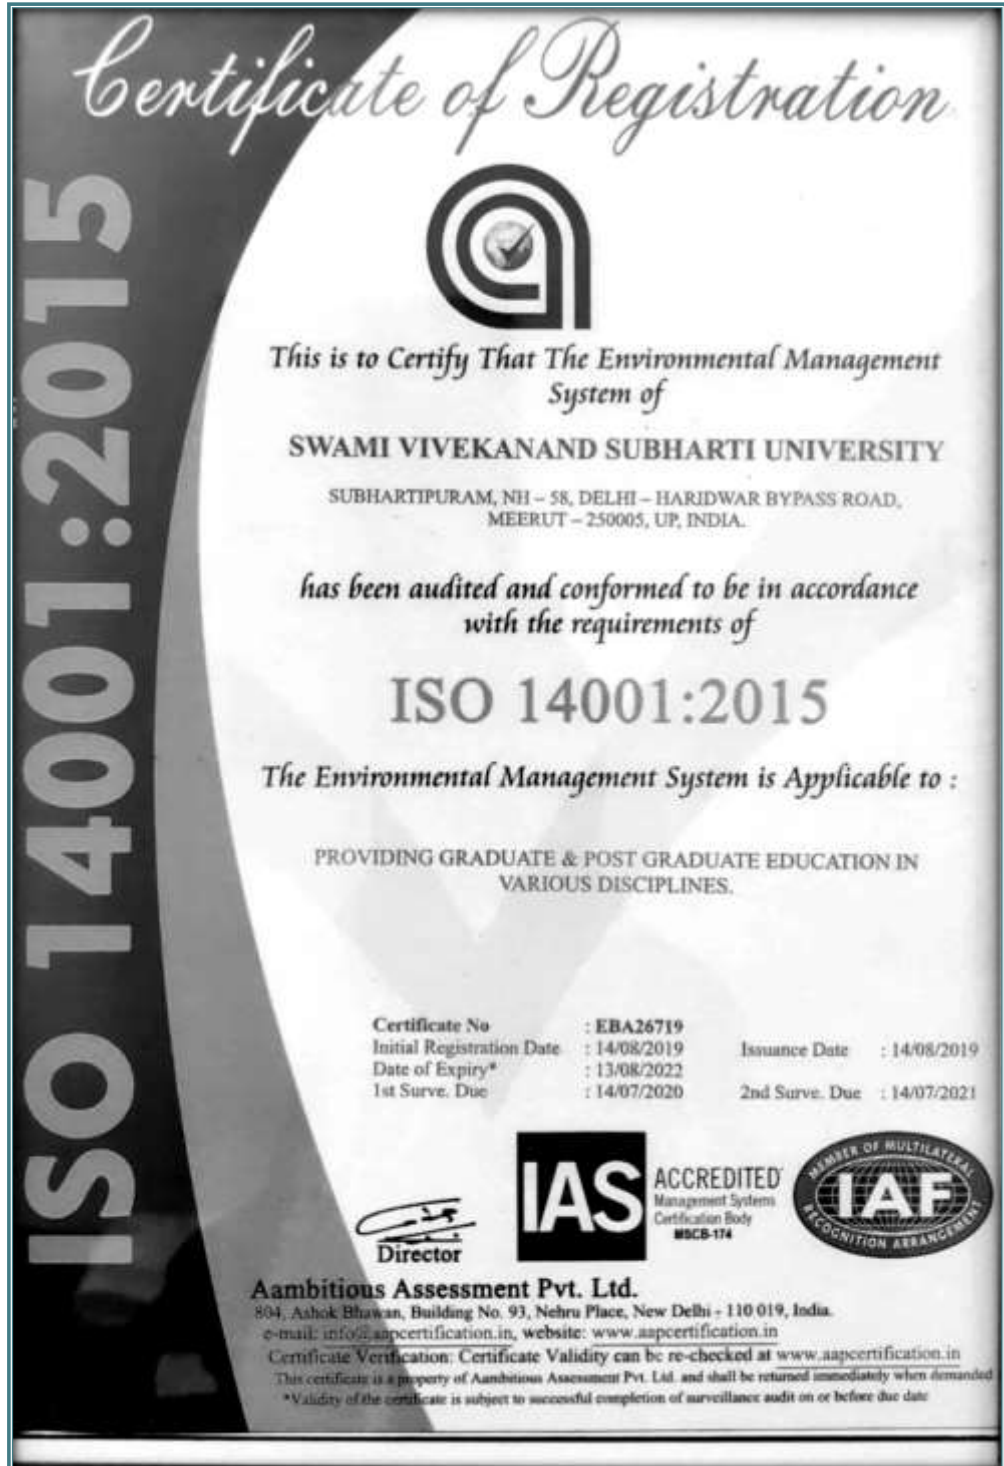 Certificate of Registration
ISO 14001:2015
This is to Certify That The Environmental Management
System of
SWAMI VIVEKANAND SUBHARTI UNIVERSITY
SUBHARTIPURAM, NH – 58, DELHI – HARIDWAR BYPASS ROAD,
MEERUT – 250005, UP, INDIA.
has been audited and conformed to be in accordance
with the requirements of
ISO 14001:2015
The Environmental Management System is Applicable to :
PROVIDING GRADUATE & POST GRADUATE EDUCATION IN
VARIOUS DISCIPLINES.
Certificate No : EBA26719
Initial Registration Date : 14/08/2019 Issuance Date : 14/08/2019
Date of Expiry* : 13/08/2022
1st Surve. Due : 14/07/2020 2nd Surve. Due : 14/07/2021
IAS
ACCREDITED
Management Systems
Certification Body
MSCB-174
MEMBER OF MULTILATERAL
IAF
RECOGNITION ARRANGEMENT
Director
Aambitious Assessment Pvt. Ltd.
804, Ashok Bhawan, Building No. 93, Nehru Place, New Delhi - 110 019, India.
e-mail: info@aapcertification.in, website: www.aapcertification.in
Certificate Verification: Certificate Validity can be re-checked at www.aapcertification.in
This certificate is a property of Aambitious Assessment Pvt. Ltd. and shall be returned immediately when demanded
*Validity of the certificate is subject to successful completion of surveillance audit on or before due date